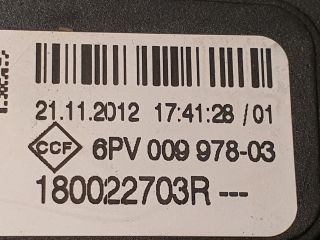 21.11.2012 17:41:28 /01
CCF 6PV 009 978-03
180022703R ---